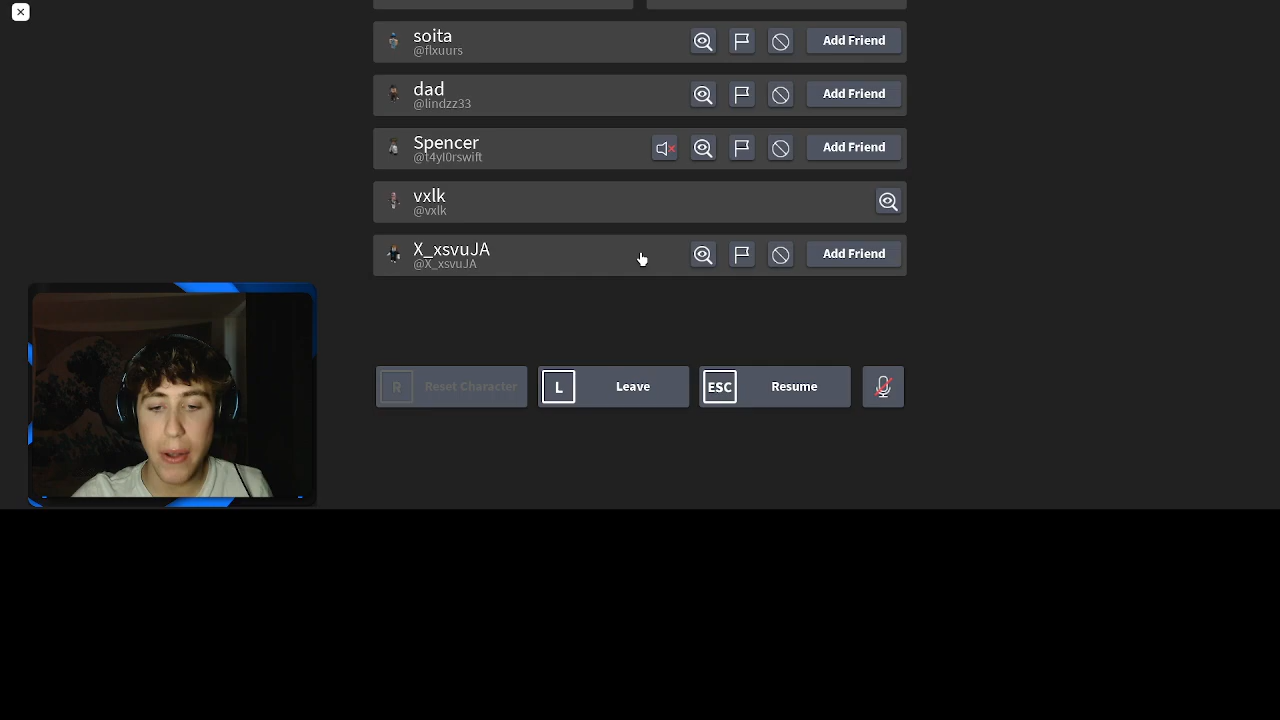 soita
@flxuurs
Add Friend
dad
@lindzz33
Add Friend
Spencer
@t4yl0rswift
Add Friend
vxlk
@vxlk
X_xsvuJA
@X_xsvuJA
Add Friend
R Reset Character
L Leave
ESC Resume